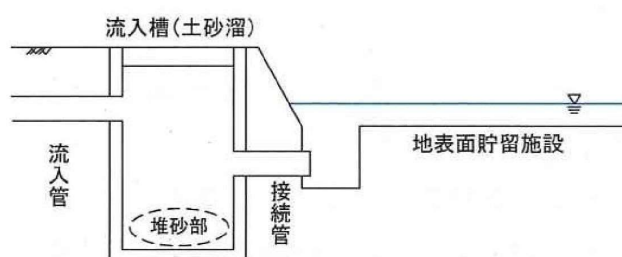 流入槽(土砂溜)
地表面貯留施設
流入管
接続管
堆砂部